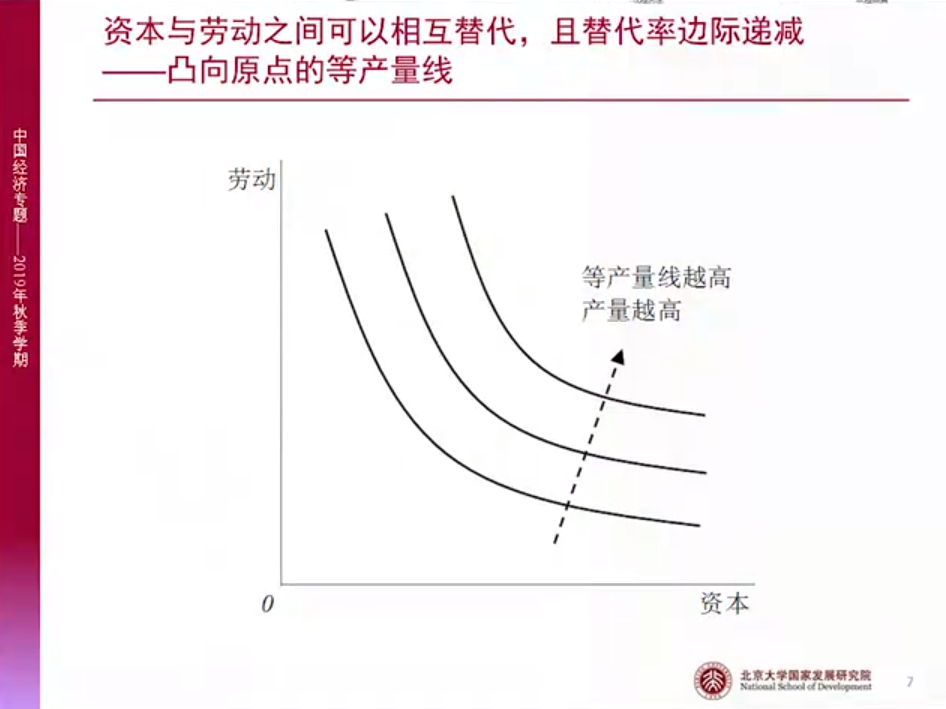 资本与劳动之间可以相互替代，且替代率边际递减
——凸向原点的等产量线
中国经济专题——2019年秋季学期
劳动
等产量线越高
产量越高
0
资本
北京大学国家发展研究院
National School of Development
7